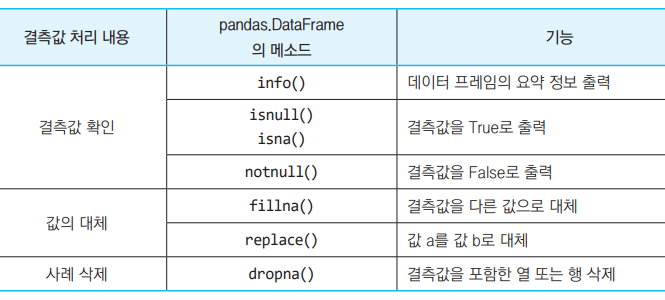 결측값 처리 내용
pandas.DataFrame
의 메소드
기능
결측값 확인
info()
데이터 프레임의 요약 정보 출력
isnull()
isna()
결측값을 True로 출력
notnull()
결측값을 False로 출력
값의 대체
fillna()
결측값을 다른 값으로 대체
replace()
값 a를 값 b로 대체
사례 삭제
dropna()
결측값을 포함한 열 또는 행 삭제